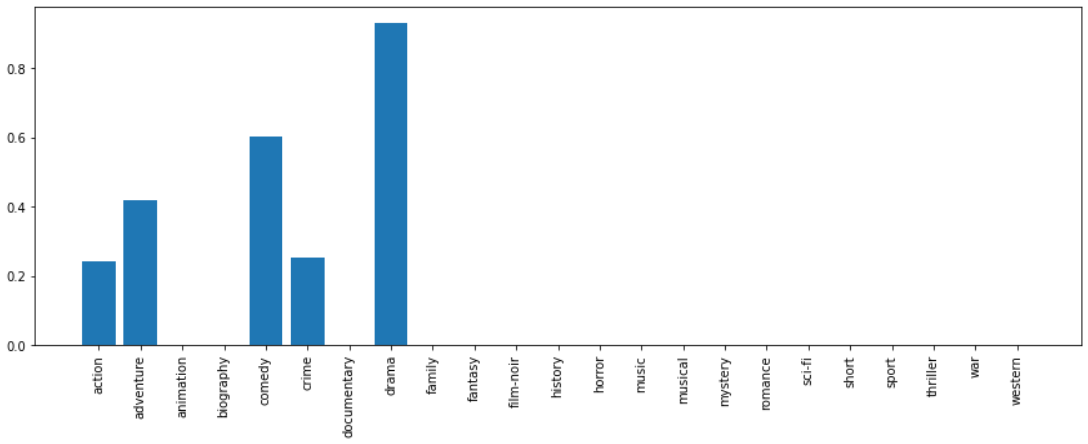 0.8
0.6
0.4
0.2
0.0
action
adventure
animation
biography
comedy
crime
documentary
drama
family
fantasy
film-noir
history
horror
music
musical
mystery
romance
sci-fi
short
sport
thriller
war
western